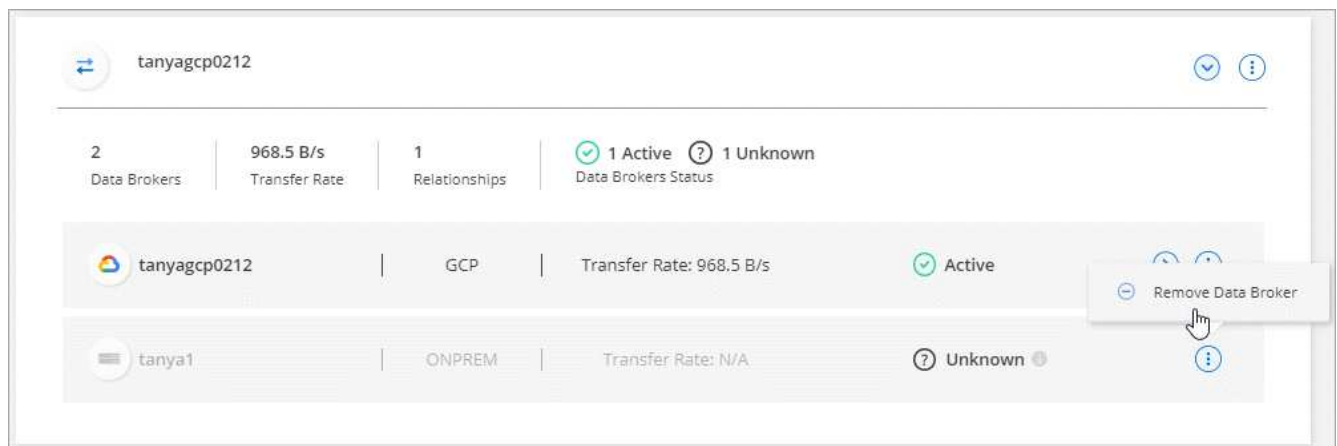 tanyagcp0212
2 968.5 B/s 1 1 Active ? 1 Unknown
Data Brokers Transfer Rate Relationships Data Brokers Status
tanyagcp0212 GCP Transfer Rate: 968.5 B/s Active
Remove Data Broker
tanya1 ONPREM Transfer Rate: N/A ? Unknown